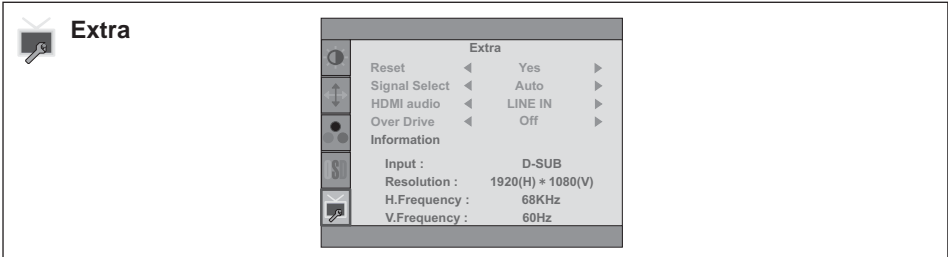 Extra
Extra
Reset ◀ Yes ▶
Signal Select ◀ Auto ▶
HDMI audio ◀ LINE IN ▶
Over Drive ◀ Off ▶
Information
Input : D-SUB
Resolution : 1920(H) * 1080(V)
H.Frequency : 68KHz
V.Frequency : 60Hz
OSD